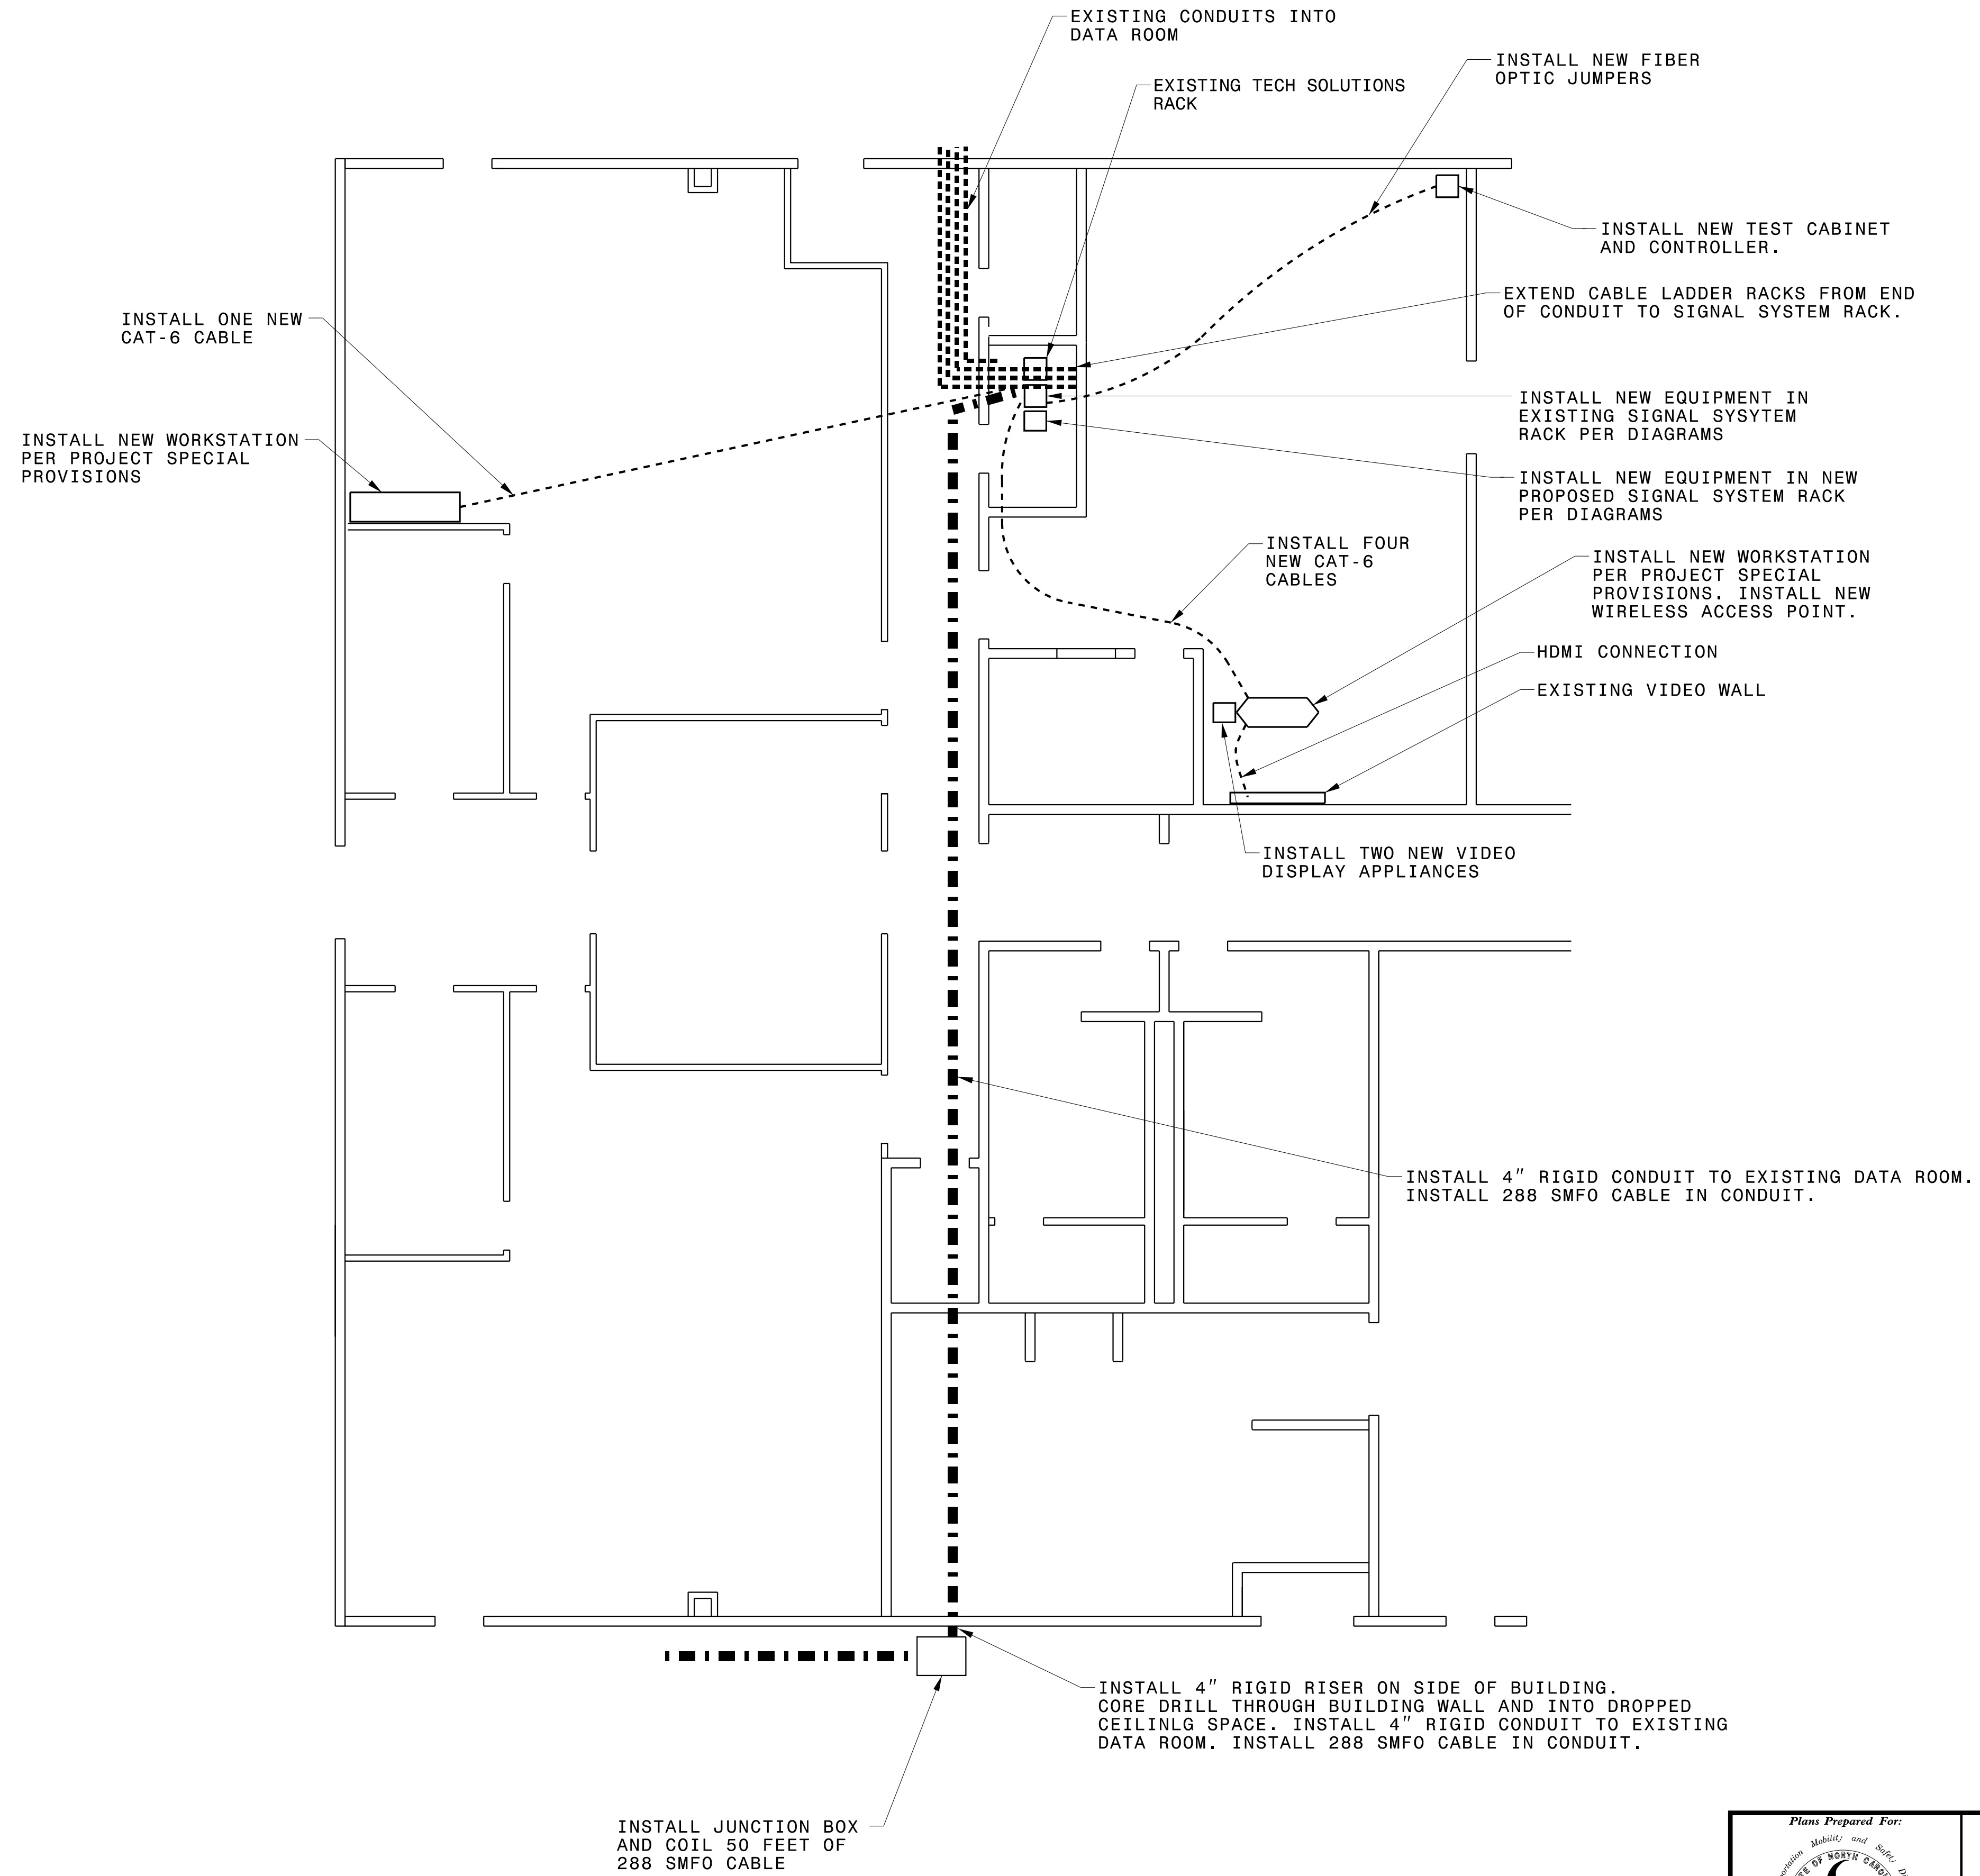 EXISTING CONDUITS INTO
DATA ROOM
INSTALL NEW FIBER
OPTIC JUMPERS
EXISTING TECH SOLUTIONS
RACK
INSTALL NEW TEST CABINET
AND CONTROLLER.
EXTEND CABLE LADDER RACKS FROM END
OF CONDUIT TO SIGNAL SYSTEM RACK.
INSTALL ONE NEW
CAT-6 CABLE
INSTALL NEW EQUIPMENT IN
EXISTING SIGNAL SYSYTEM
RACK PER DIAGRAMS
INSTALL NEW WORKSTATION
PER PROJECT SPECIAL
PROVISIONS
INSTALL NEW EQUIPMENT IN NEW
PROPOSED SIGNAL SYSTEM RACK
PER DIAGRAMS
INSTALL FOUR
NEW CAT-6
CABLES
INSTALL NEW WORKSTATION
PER PROJECT SPECIAL
PROVISIONS. INSTALL NEW
WIRELESS ACCESS POINT.
HDMI CONNECTION
EXISTING VIDEO WALL
INSTALL TWO NEW VIDEO
DISPLAY APPLIANCES
INSTALL 4" RIGID CONDUIT TO EXISTING DATA ROOM.
INSTALL 288 SMFO CABLE IN CONDUIT.
INSTALL 4" RIGID RISER ON SIDE OF BUILDING.
CORE DRILL THROUGH BUILDING WALL AND INTO DROPPED
CEILINLG SPACE. INSTALL 4" RIGID CONDUIT TO EXISTING
DATA ROOM. INSTALL 288 SMFO CABLE IN CONDUIT.
INSTALL JUNCTION BOX
AND COIL 50 FEET OF
288 SMFO CABLE
Plans Prepared For:
Mobility and Safety
OF NORTH